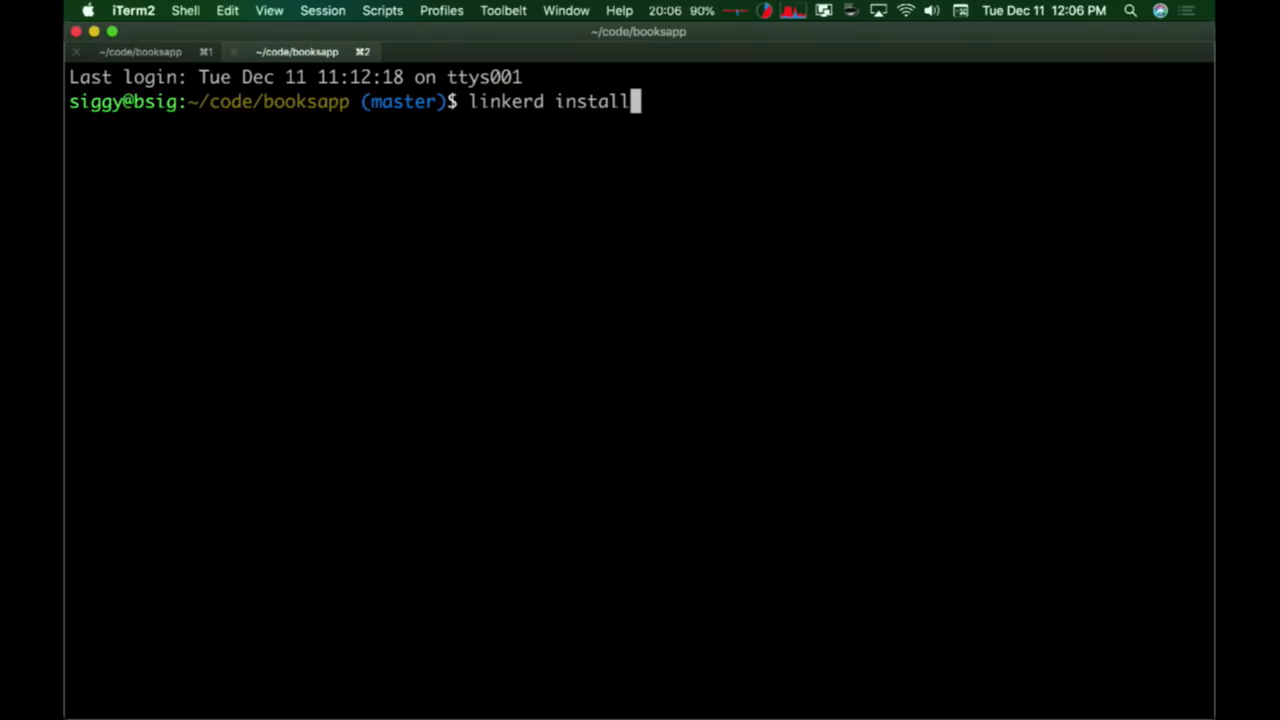 iTerm2 Shell Edit View Session Scripts Profiles Toolbelt Window Help 20:06 90% Tue Dec 11 12:06 PM
~/code/booksapp
~/code/booksapp ⌘1 ~/code/booksapp ⌘2
Last login: Tue Dec 11 11:12:18 on ttys001
siggy@bsig:~/code/booksapp (master)$ linkerd install